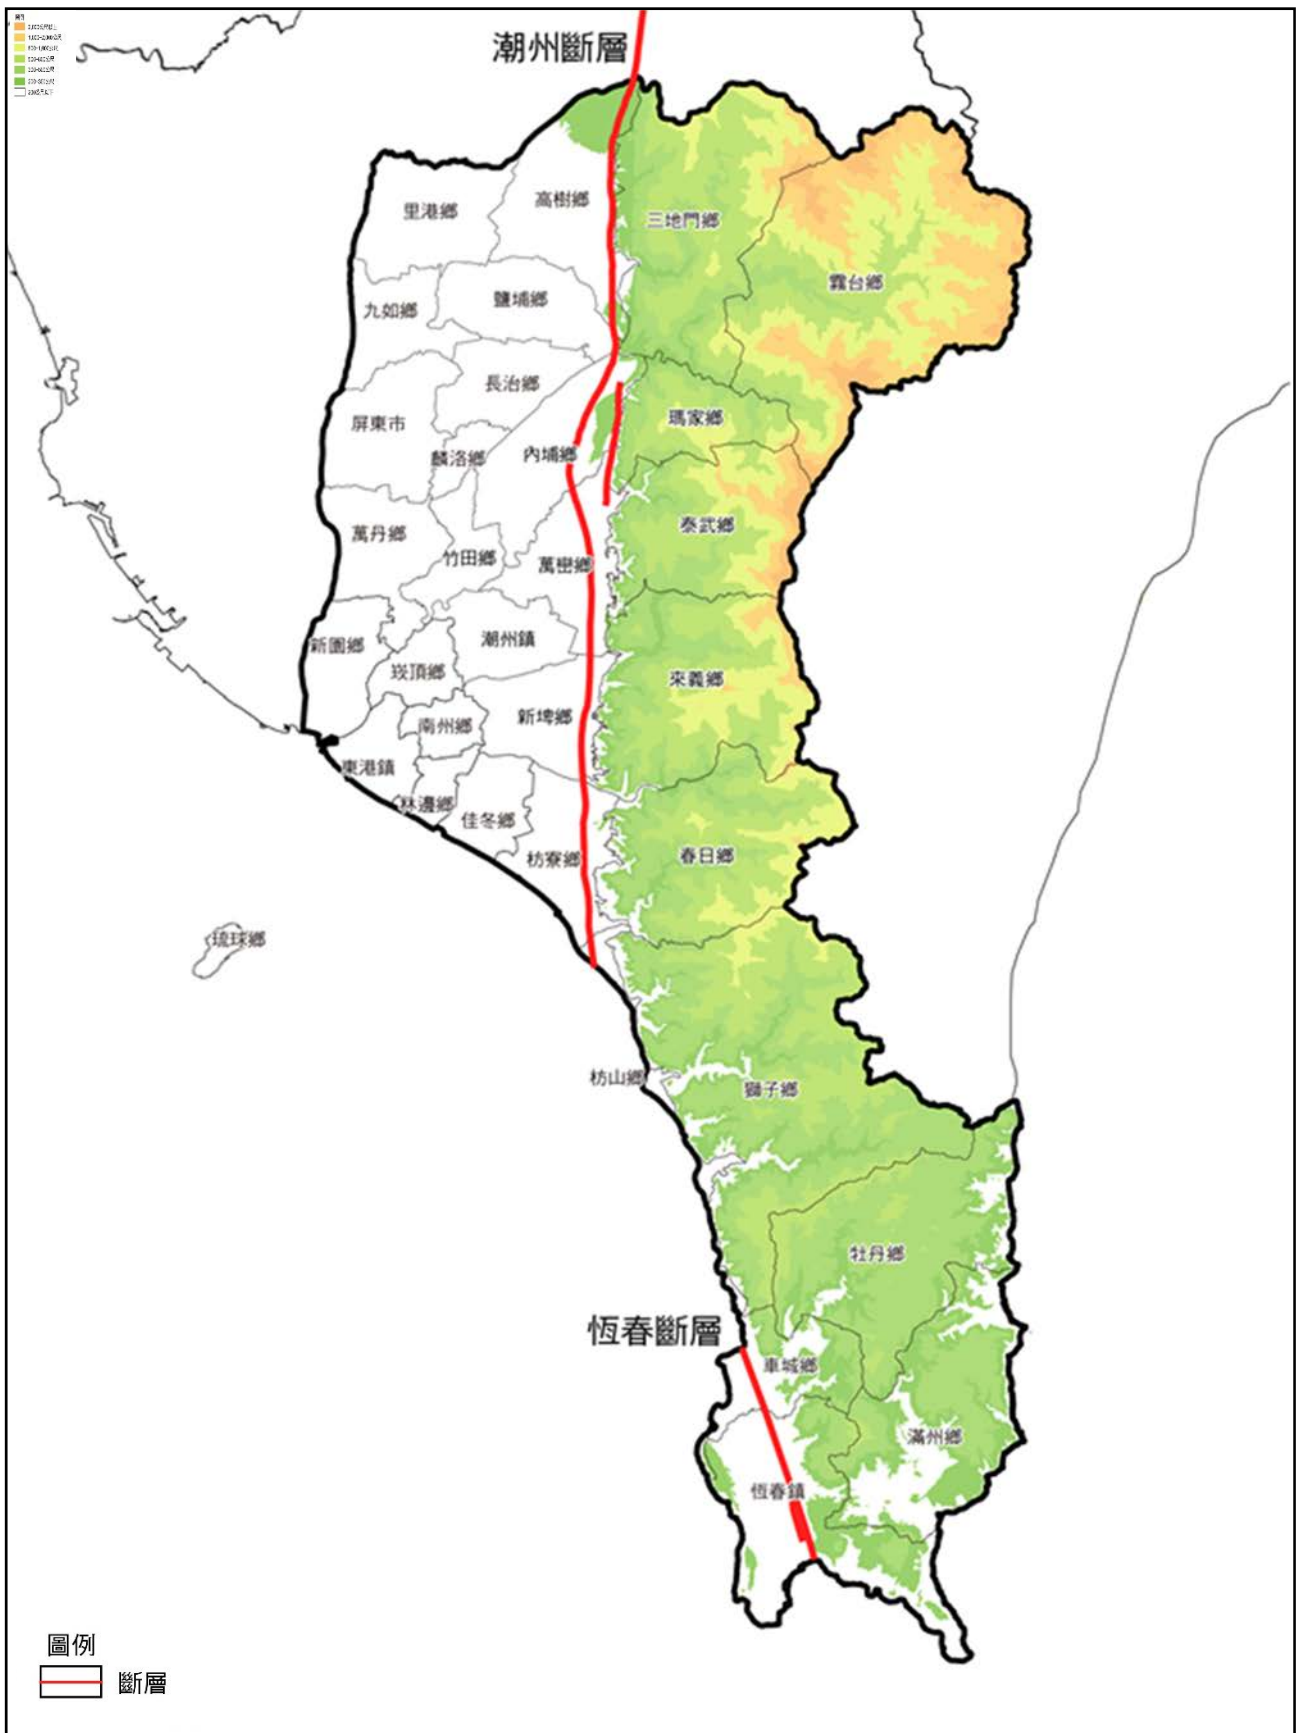 圖例
潮州斷層
高樹鄉
里港鄉
三地門鄉
霧台鄉
鹽埔鄉
九如鄉
長治鄉
瑪家鄉
屏東市
內埔鄉
麟洛鄉
泰武鄉
萬丹鄉
竹田鄉
萬巒鄉
潮州鎮
新園鄉
崁頂鄉
來義鄉
新埤鄉
南州鄉
東港鎮
林邊鄉
佳冬鄉
春日鄉
枋寮鄉
琉球鄉
枋山鄉
獅子鄉
牡丹鄉
恆春斷層
車城鄉
滿州鄉
恆春鎮
圖例
斷層